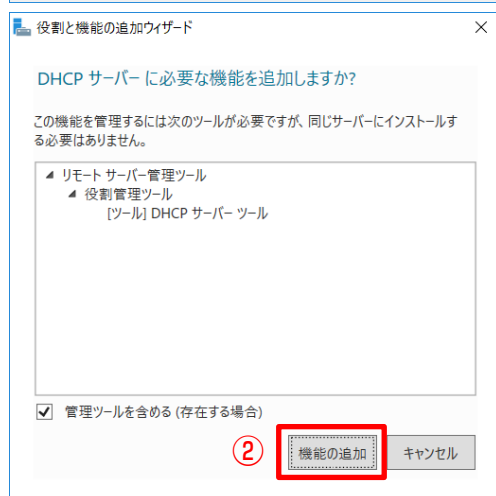 役割と機能の追加ウィザード
DHCP サーバー に必要な機能を追加しますか?
この機能を管理するには次のツールが必要ですが、同じサーバーにインストールす
る必要はありません。
リモート サーバー管理ツール
役割管理ツール
[ツール] DHCP サーバー ツール
管理ツールを含める (存在する場合)
② 機能の追加 キャンセル